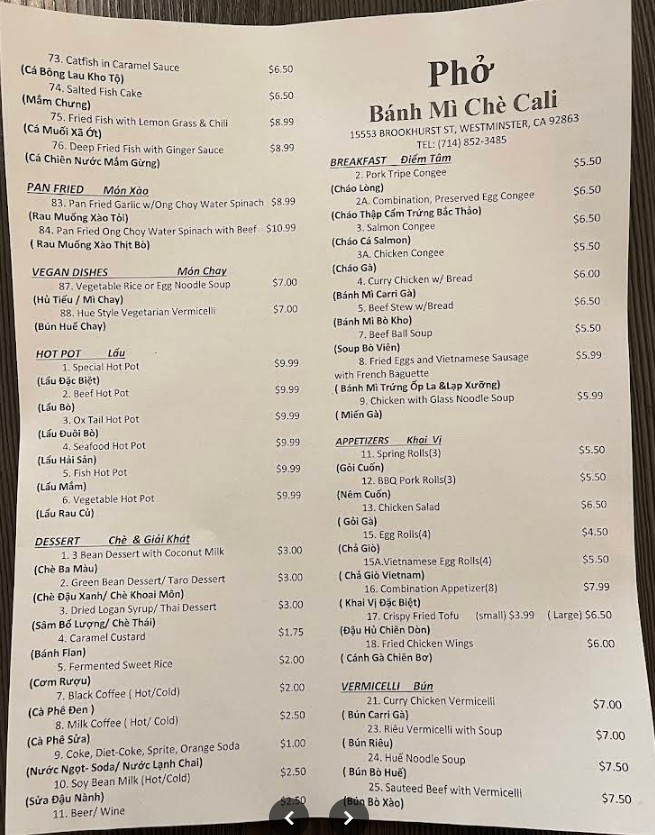 73. Catfish in Caramel Sauce $6.50
(Cá Bông Lau Kho Tộ)
74. Salted Fish Cake $6.50
(Mắm Chưng)
75. Fried Fish with Lemon Grass & Chili $8.99
(Cá Muối Xã Ớt)
76. Deep Fried Fish with Ginger Sauce $8.99
(Cá Chiên Nước Mắm Gừng)
PAN FRIED Món Xào
83. Pan Fried Garlic w/Ong Choy Water Spinach $8.99
(Rau Muống Xào Tỏi)
84. Pan Fried Ong Choy Water Spinach with Beef $10.99
( Rau Muống Xào Thịt Bò)
VEGAN DISHES Món Chay
87. Vegetable Rice or Egg Noodle Soup $7.00
(Hủ Tiếu / Mì Chay)
88. Hue Style Vegetarian Vermicelli $7.00
(Bún Huế Chay)
HOT POT Lẩu
1. Special Hot Pot $9.99
(Lẩu Đặc Biệt)
2. Beef Hot Pot $9.99
(Lẩu Bò)
3. Ox Tail Hot Pot $9.99
(Lẩu Đuôi Bò)
4. Seafood Hot Pot $9.99
(Lẩu Hải Sản)
5. Fish Hot Pot $9.99
(Lẩu Mắm)
6. Vegetable Hot Pot $9.99
(Lẩu Rau Củ)
DESSERT Chè & Giải Khát
1. 3 Bean Dessert with Coconut Milk $3.00
(Chè Ba Màu)
2. Green Bean Dessert/ Taro Dessert $3.00
(Chè Đậu Xanh/ Chè Khoai Môn)
3. Dried Logan Syrup/ Thai Dessert $3.00
(Sâm Bổ Lượng/ Chè Thái)
4. Caramel Custard $1.75
(Bánh Flan)
5. Fermented Sweet Rice $2.00
(Cơm Rượu)
7. Black Coffee ( Hot/Cold) $2.00
(Cà Phê Đen )
8. Milk Coffee ( Hot/ Cold) $2.50
(Cà Phê Sữa)
9. Coke, Diet-Coke, Sprite, Orange Soda $1.00
(Nước Ngọt- Soda/ Nước Lạnh Chai)
10. Soy Bean Milk (Hot/Cold) $2.50
(Sữa Đậu Nành)
11. Beer/ Wine $2.50
Phở
Bánh Mì Chè Cali
15553 BROOKHURST ST, WESTMINSTER, CA 92863
TEL: (714) 852-3485
BREAKFAST Điểm Tâm
2. Pork Tripe Congee $5.50
(Cháo Lòng)
2A. Combination, Preserved Egg Congee $6.50
(Cháo Thập Cẩm Trứng Bắc Thảo)
3. Salmon Congee $6.50
(Cháo Cá Salmon)
3A. Chicken Congee $5.50
(Cháo Gà)
4. Curry Chicken w/ Bread $6.00
(Bánh Mì Carri Gà)
5. Beef Stew w/Bread $6.50
(Bánh Mì Bò Kho)
7. Beef Ball Soup $5.50
(Soup Bò Viên)
8. Fried Eggs and Vietnamese Sausage $5.99
with French Baguette
( Bánh Mì Trứng Ốp La &Lạp Xưỡng)
9. Chicken with Glass Noodle Soup $5.99
( Miến Gà)
APPETIZERS Khai Vị
11. Spring Rolls(3) $5.50
(Gỏi Cuốn)
12. BBQ Pork Rolls(3) $5.50
(Nêm Cuốn)
13. Chicken Salad $6.50
( Gỏi Gà)
15. Egg Rolls(4) $4.50
(Chả Giò)
15A.Vietnamese Egg Rolls(4) $5.50
( Chả Giò Vietnam)
16. Combination Appetizer(8) $7.99
( Khai Vị Đặc Biệt)
17. Crispy Fried Tofu (small) $3.99 ( Large) $6.50
(Đậu Hủ Chiên Dòn)
18. Fried Chicken Wings $6.00
( Cánh Gà Chiên Bơ)
VERMICELLI Bún
21. Curry Chicken Vermicelli $7.00
( Bún Carri Gà)
23. Riêu Vermicelli with Soup $7.00
( Bún Riêu)
24. Huế Noodle Soup $7.50
( Bún Bò Huế)
25. Sauteed Beef with Vermicelli $7.50
(Bún Bò Xào)